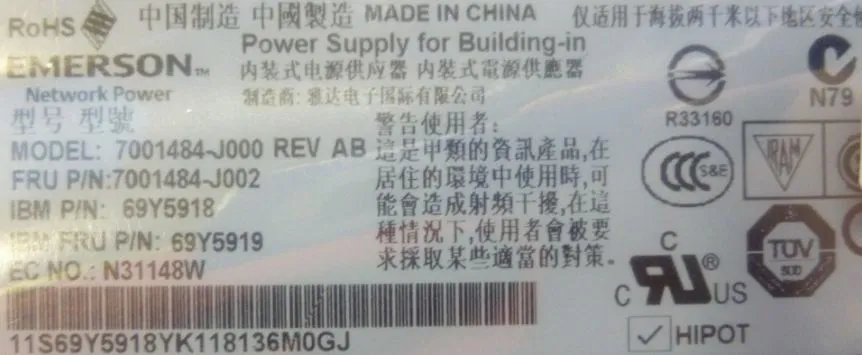 RoHS 中国制造 中國製造 MADE IN CHINA 仅适用于海拔两千米以下地区安全使
Power Supply for Building-in
EMERSON™ 内装式电源供应器 內裝式電源供應器
Network Power 制造商: 雅达电子国际有限公司
型号 型號
MODEL: 7001484-J000 REV AB
FRU P/N:7001484-J002
IBM P/N: 69Y5918
IBM FRU P/N: 69Y5919
EC NO.: N31148W
警告使用者:
這是甲類的資訊產品,在
居住的環境中使用時,可
能會造成射頻干擾,在這
種情況下,使用者會被要
求採取某些適當的對策。
R33160
N79
CCC S&E
TUV
C RU ® US
HIPOT
11S69Y5918YK118136M0GJ